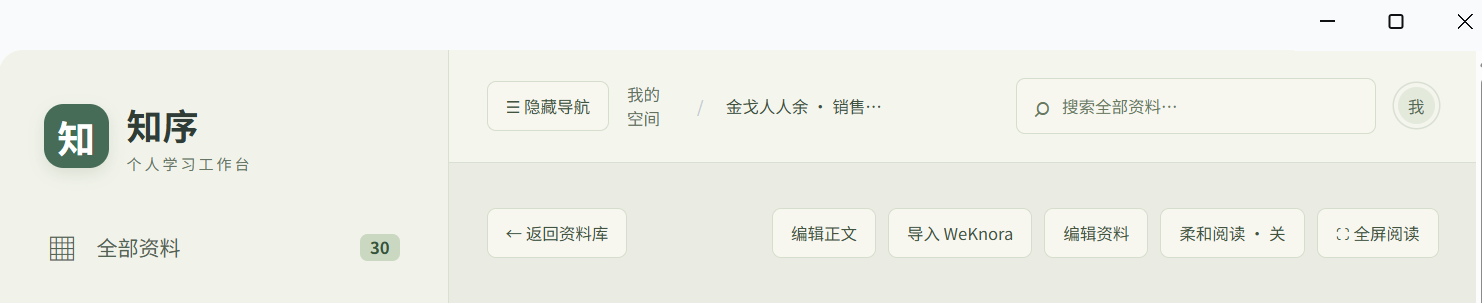 知
知序
个人学习工作台
全部资料
30
☰ 隐藏导航
我的
空间
/
金戈人人余 · 销售…
搜索全部资料…
我
← 返回资料库
编辑正文
导入 WeKnora
编辑资料
柔和阅读 · 关
⛶ 全屏阅读